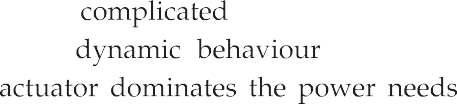 complicated
dynamic behaviour
actuator dominates the power needs